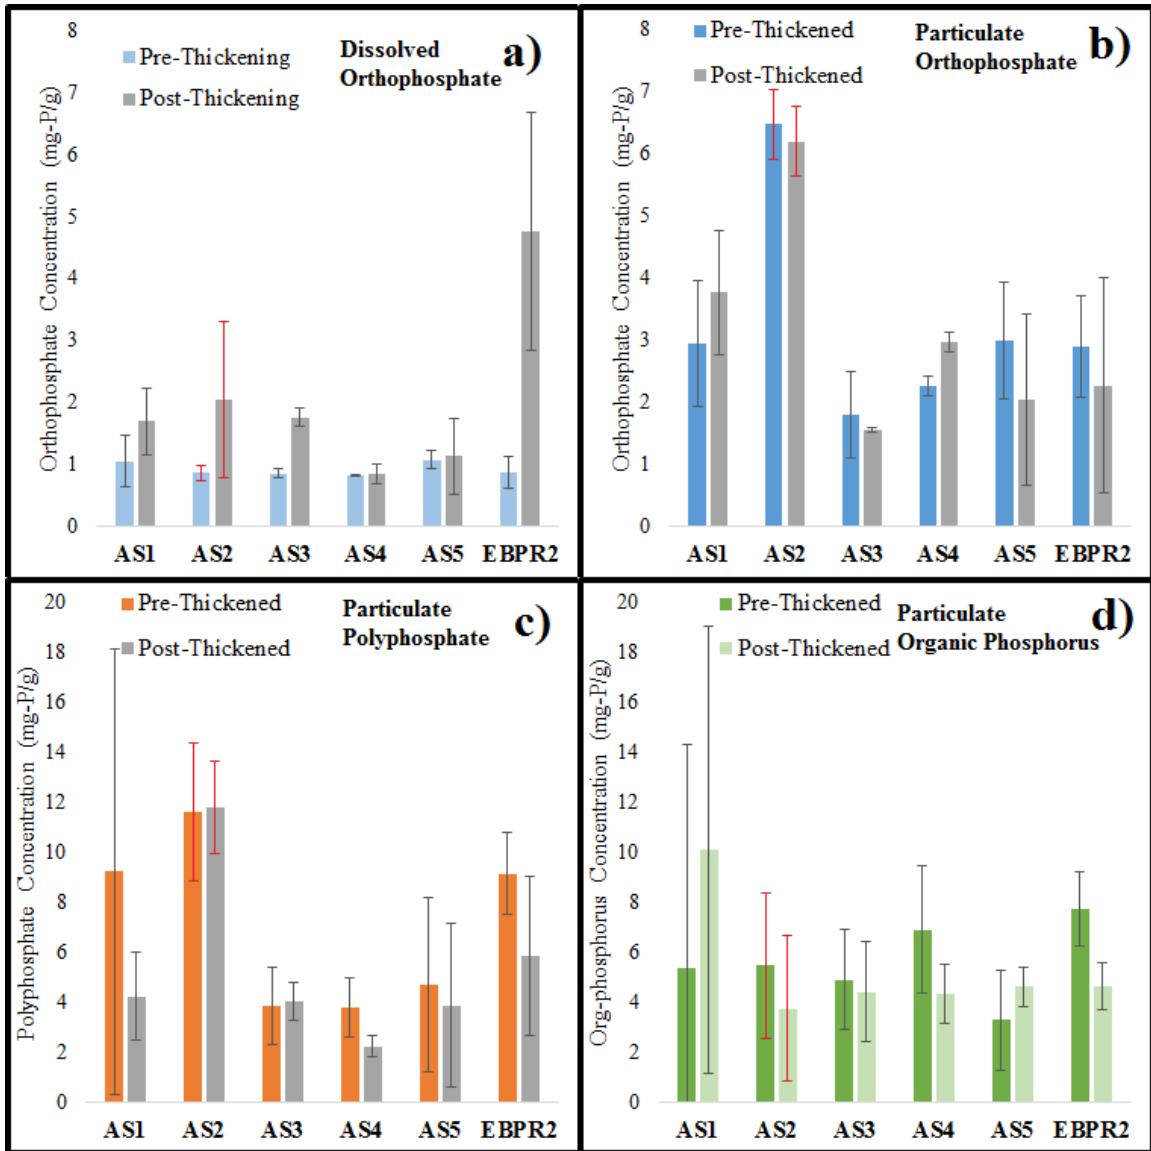 a)
Dissolved
Orthophosphate
Pre-Thickening
Post-Thickening
Orthophosphate Concentration (mg-P/g)
8
7
6
5
4
3
2
1
0
AS1 AS2 AS3 AS4 AS5 EBPR2
b)
Particulate
Orthophosphate
Pre-Thickened
Post-Thickened
Orthophosphate Concentration (mg-P/g)
8
7
6
5
4
3
2
1
0
AS1 AS2 AS3 AS4 AS5 EBPR2
c)
Particulate
Polyphosphate
Pre-Thickened
Post-Thickened
Polyphosphate Concentration (mg-P/g)
20
18
16
14
12
10
8
6
4
2
0
AS1 AS2 AS3 AS4 AS5 EBPR2
d)
Particulate
Organic Phosphorus
Pre-Thickened
Post-Thickened
Org-phosphorus Concentration (mg-P/g)
20
18
16
14
12
10
8
6
4
2
0
AS1 AS2 AS3 AS4 AS5 EBPR2